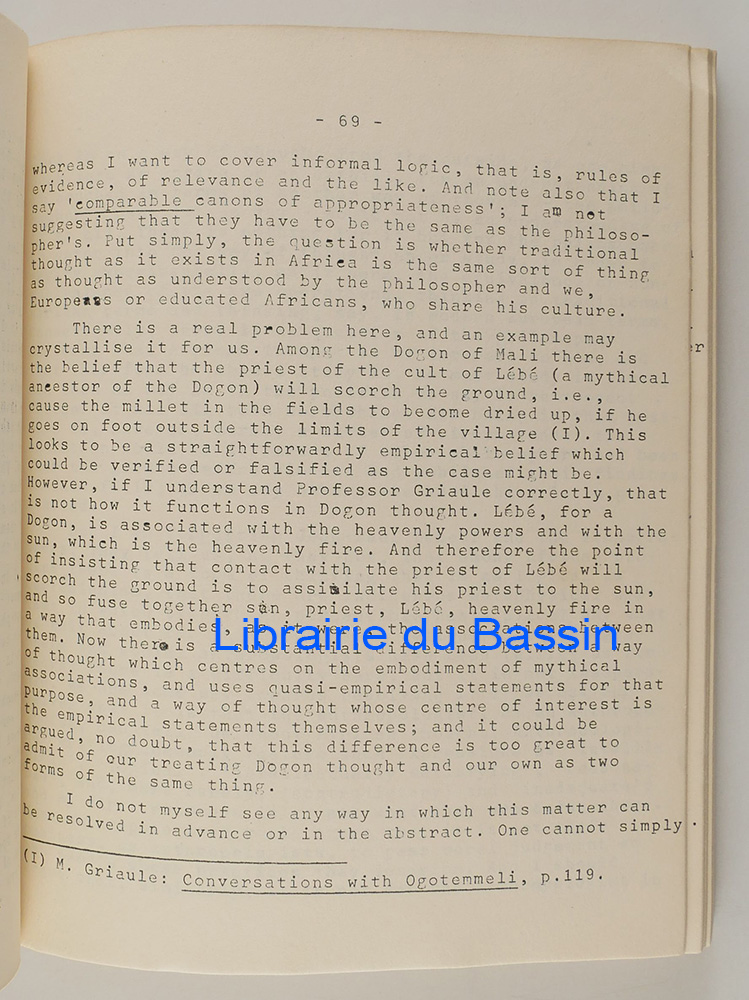 - 69 -
whereas I want to cover informal logic, that is, rules of
evidence, of relevance and the like. And note also that I
say 'comparable canons of appropriateness'; I am not
suggesting that they have to be the same as the philoso-
pher's. Put simply, the question is whether traditional
thought as it exists in Africa is the same sort of thing
as thought as understood by the philosopher and we,
Europeans or educated Africans, who share his culture.
There is a real problem here, and an example may
crystallise it for us. Among the Dogon of Mali there is
the belief that the priest of the cult of Lébé (a mythical
ancestor of the Dogon) will scorch the ground, i.e.,
cause the millet in the fields to become dried up, if he
goes on foot outside the limits of the village (I). This
looks to be a straightforwardly empirical belief which
could be verified or falsified as the case might be.
However, if I understand Professor Griaule correctly, that
is not how it functions in Dogon thought. Lébé, for a
Dogon, is associated with the heavenly powers and with the
sun, which is the heavenly fire. And therefore the point
of insisting that contact with the priest of Lébé will
scorch the ground is to assimilate his priest to the sun,
and so fuse together sun, priest, Lébé, heavenly fire in
a way that embodies, as it were, the associations between
them. Now there is a substantial difference between a way
of thought which centres on the embodiment of mythical
associations, and uses quasi-empirical statements for that
purpose, and a way of thought whose centre of interest is
the empirical statements themselves; and it could be
argued, no doubt, that this difference is too great to
admit of our treating Dogon thought and our own as two
forms of the same thing.
I do not myself see any way in which this matter can
be resolved in advance or in the abstract. One cannot simply
(I) M. Griaule: Conversations with Ogotemmeli, p.119.
Librairie du Bassin
er